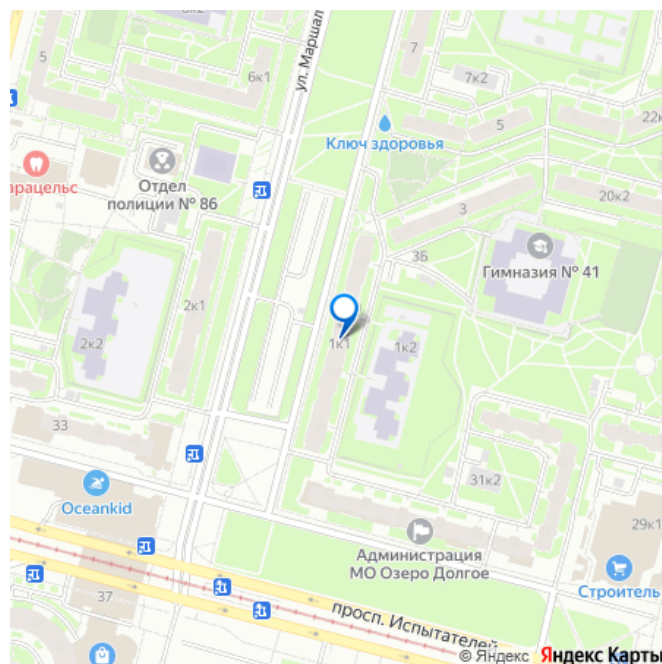 8к2
5
6к1
ул. Маршал
7
7к2
5
22к
Ключ здоровья
Отдел
полиции № 86
арацельс
20к2
3
3Б
Гимназия № 41
2к1
2к2
1к1
1к2
33
31к2
Oceankid
29к1
Администрация
МО Озеро Долгое
Строитель
37
просп. Испытателей
© Яндекс Яндекс Карты